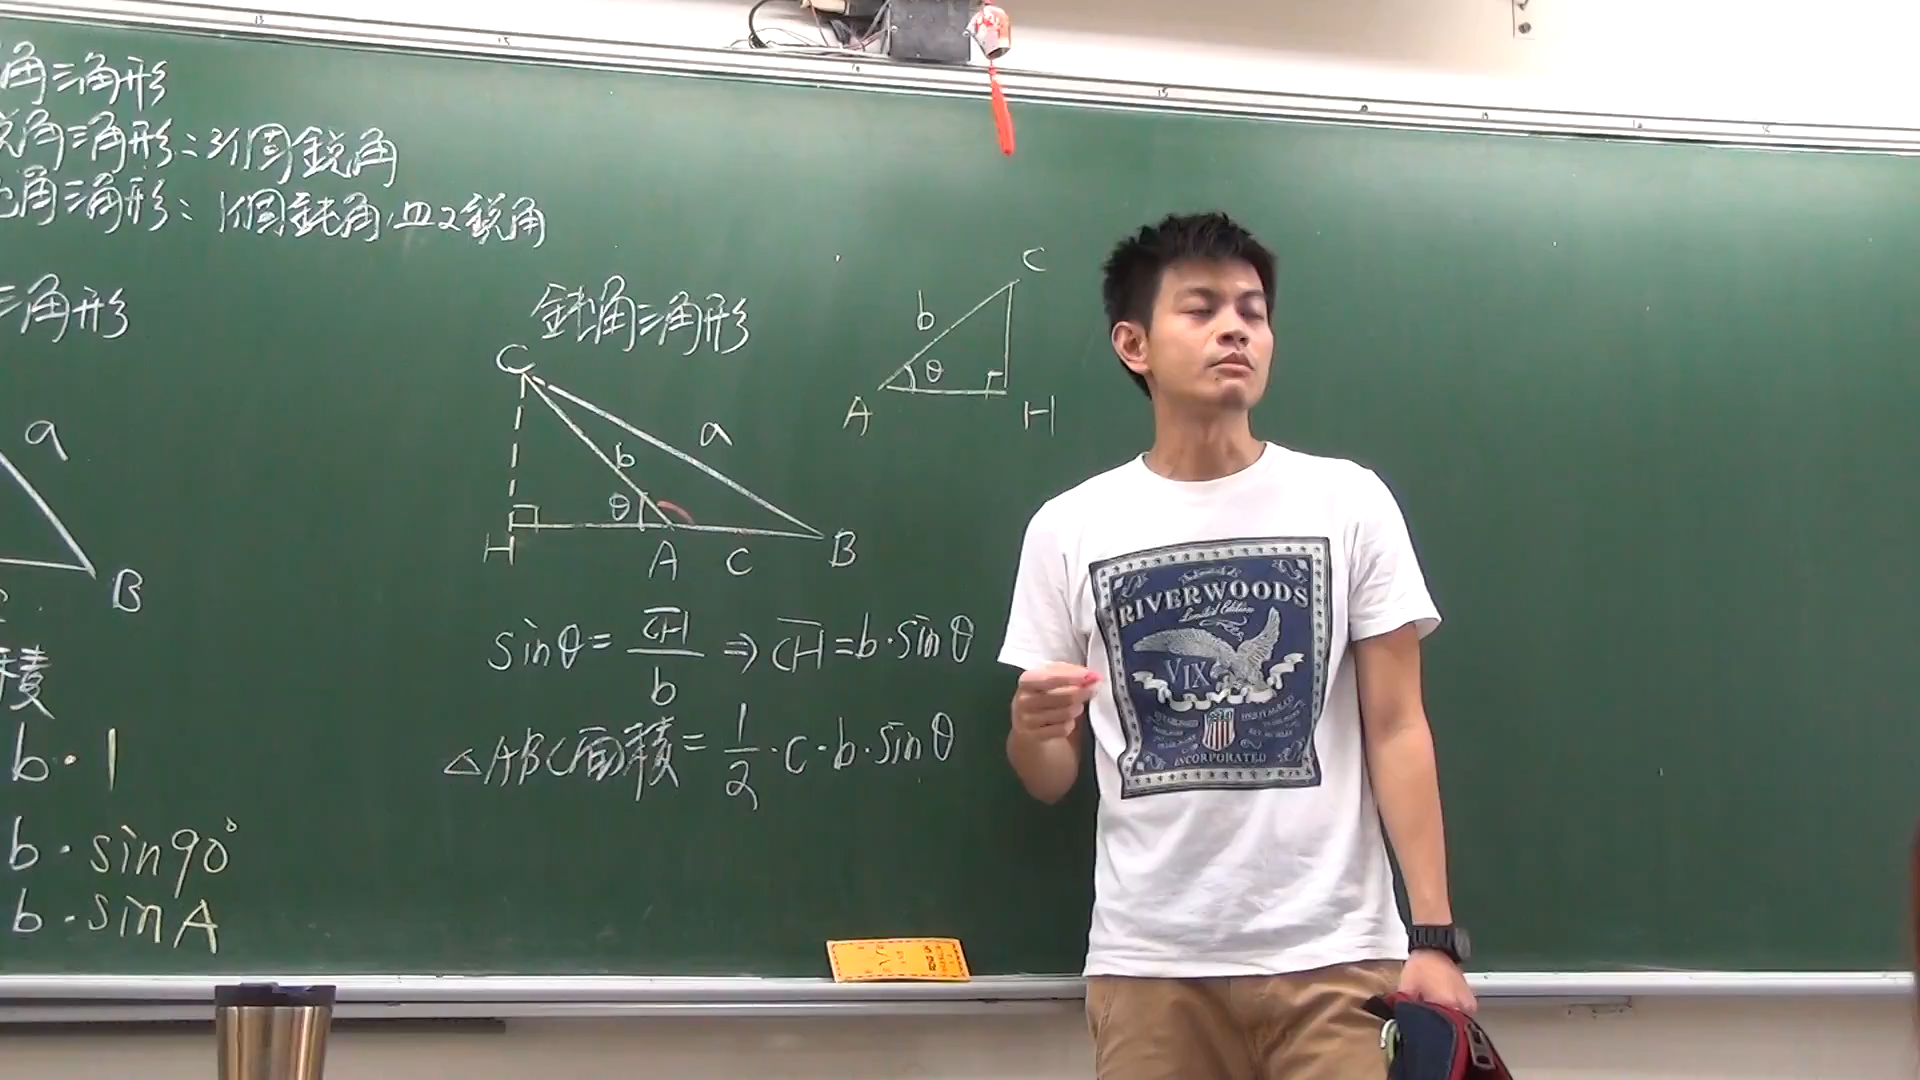 角三角形
銳角三角形：3個鋭角
鈍角三角形：1個鈍角，2銳角
三角形
a
B
積
b·1
b·sin90°
b·sinA
鈍角三角形
C
b
a
θ
H
A
C
B
sinθ=CH/b ⇒ CH=b·sinθ
△ABC面積=1/2·c·b·sinθ
C
b
θ
A
H
RIVERWOODS
Limited Edition
VIX
ESTABLISHED
INCORPORATED